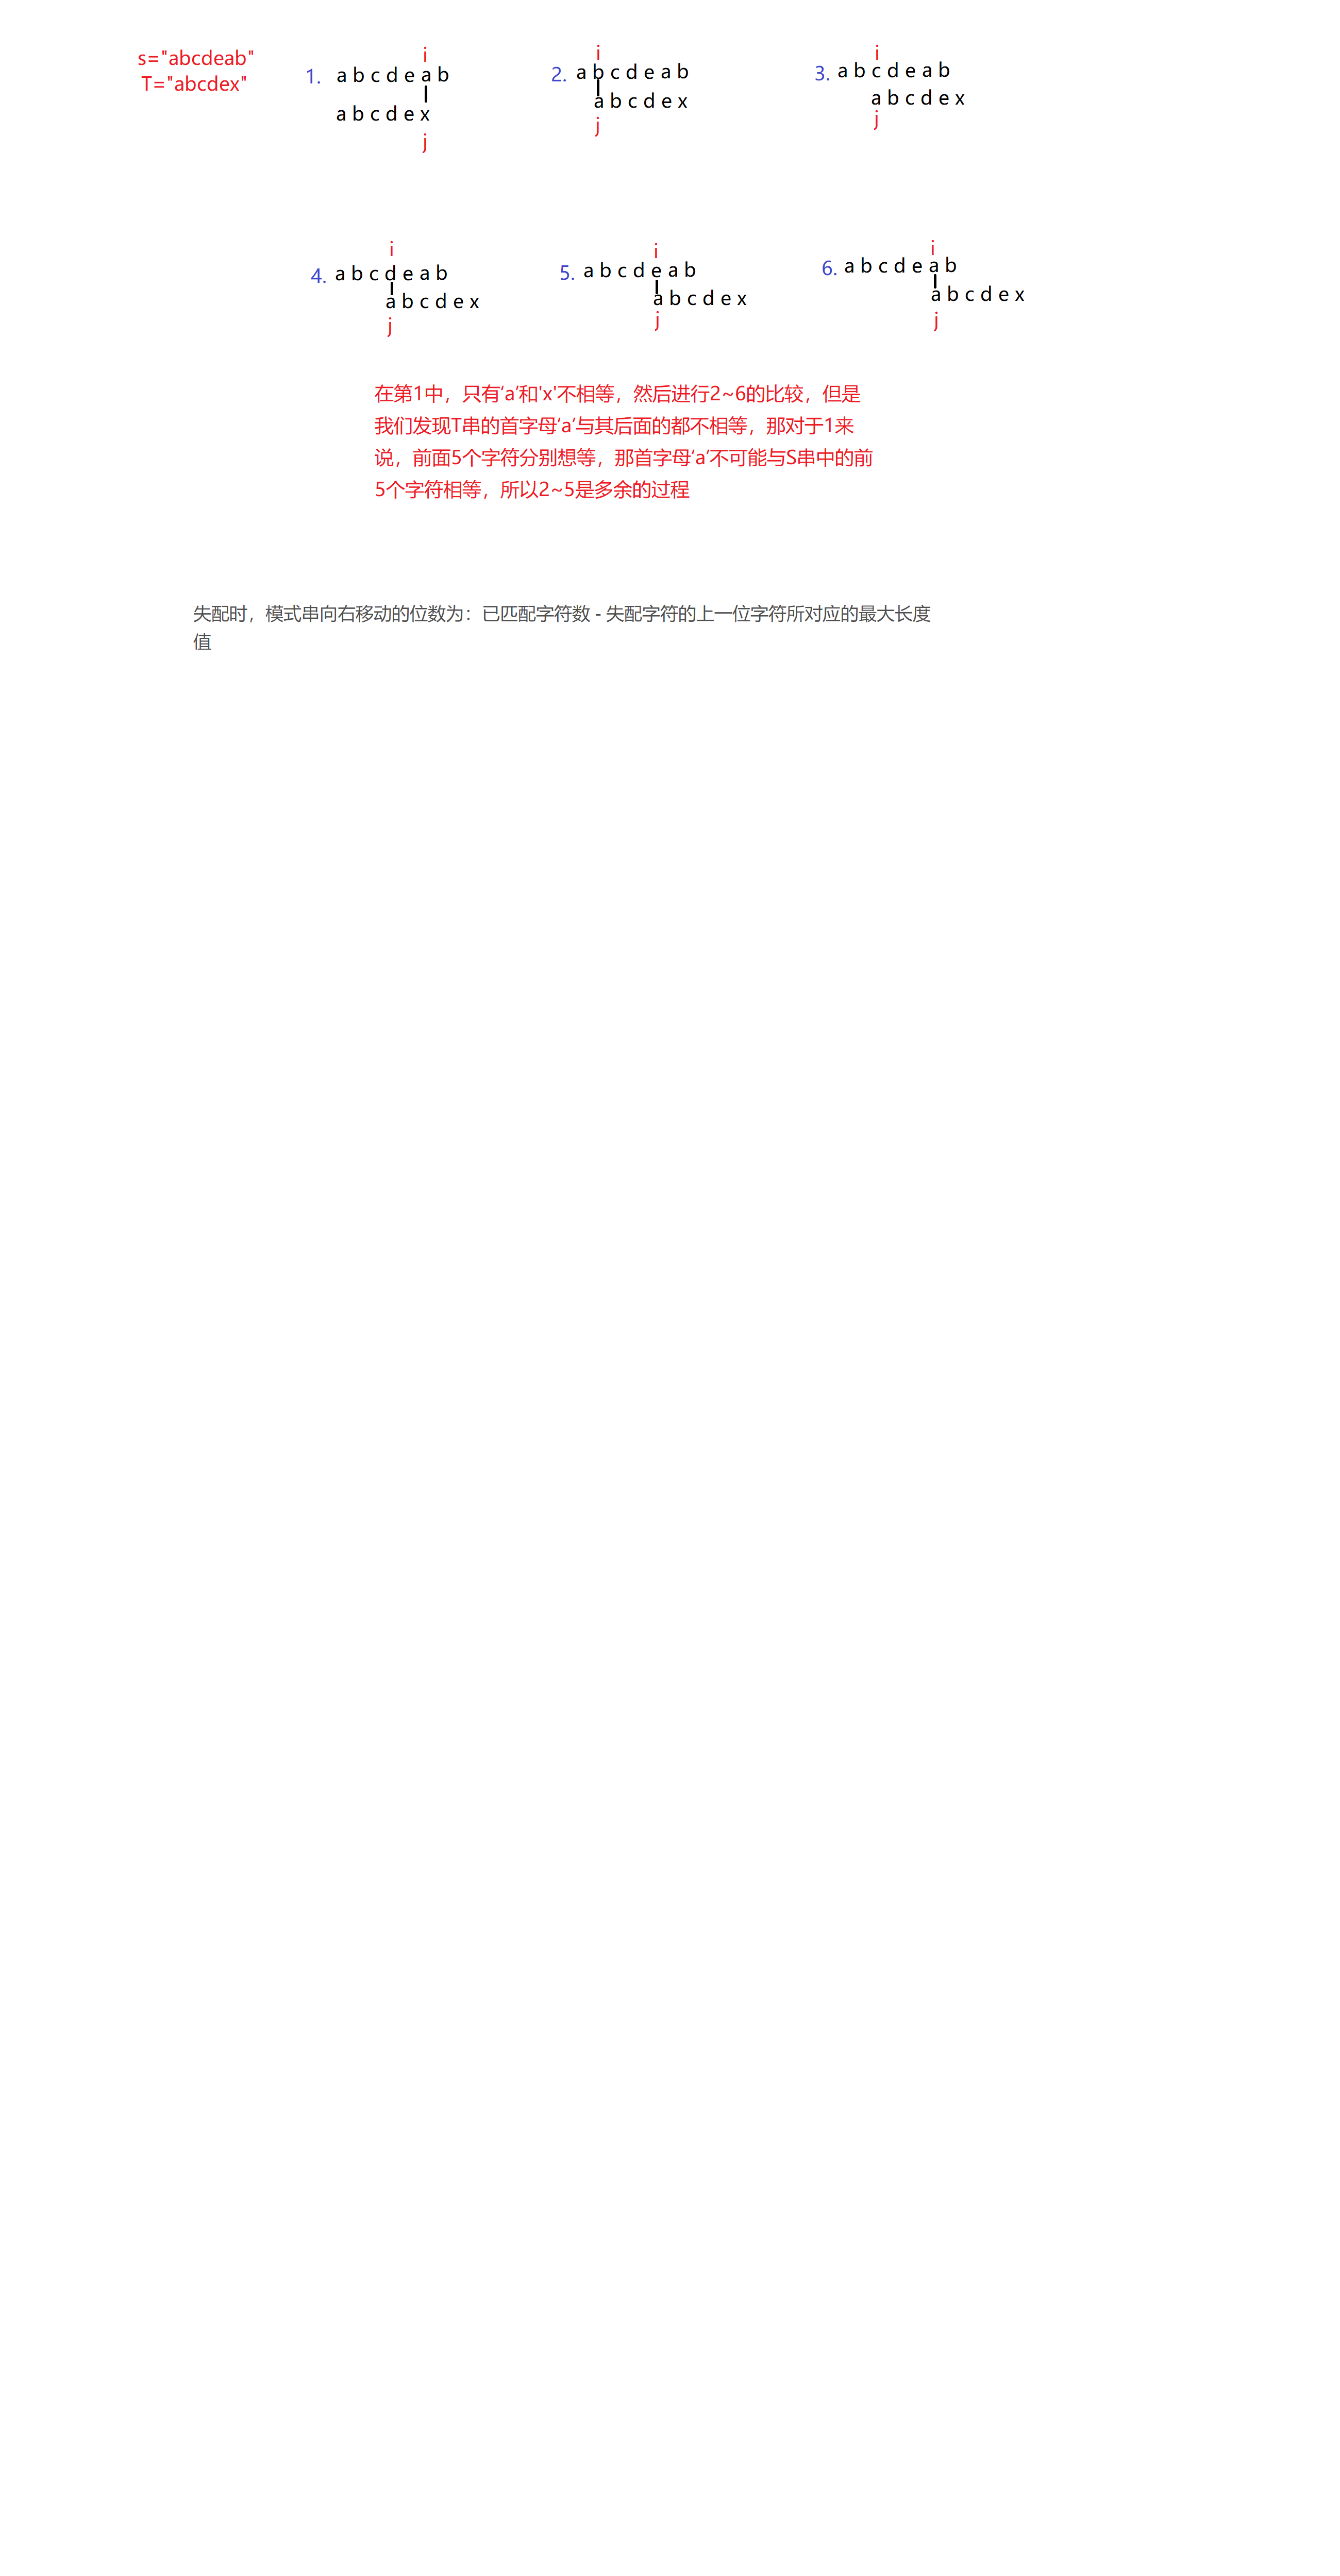 s="abcdeab"
T="abcdex"
i
1. a b c d e a b
a b c d e x
j
i
2. a b c d e a b
a b c d e x
j
i
3. a b c d e a b
a b c d e x
j
i
4. a b c d e a b
a b c d e x
j
i
5. a b c d e a b
a b c d e x
j
i
6. a b c d e a b
a b c d e x
j
在第1中，只有‘a’和'x'不相等，然后进行2~6的比较，但是
我们发现T串的首字母‘a’与其后面的都不相等，那对于1来
说，前面5个字符分别想等，那首字母‘a’不可能与S串中的前
5个字符相等，所以2~5是多余的过程
失配时，模式串向右移动的位数为：已匹配字符数 - 失配字符的上一位字符所对应的最大长度
值